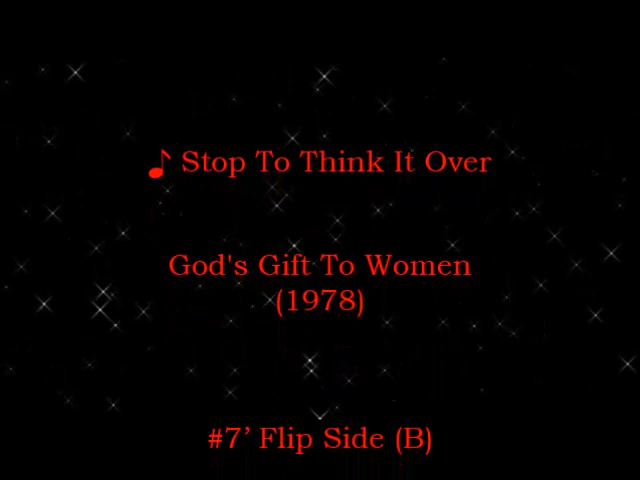 ♪ Stop To Think It Over
God's Gift To Women
(1978)
#7’ Flip Side (B)